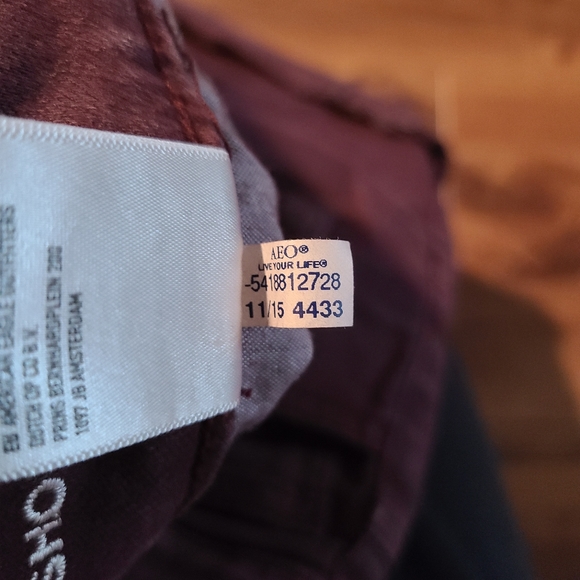 AEO®
LIVE YOUR LIFE®
-5418812728
11/15 4433
EU AMERICAN EAGLE OUTFITTERS
DUTCH OP CO B.V.
PRINS BERNHARDPLEIN 200
1097 JB AMSTERDAM
SHO